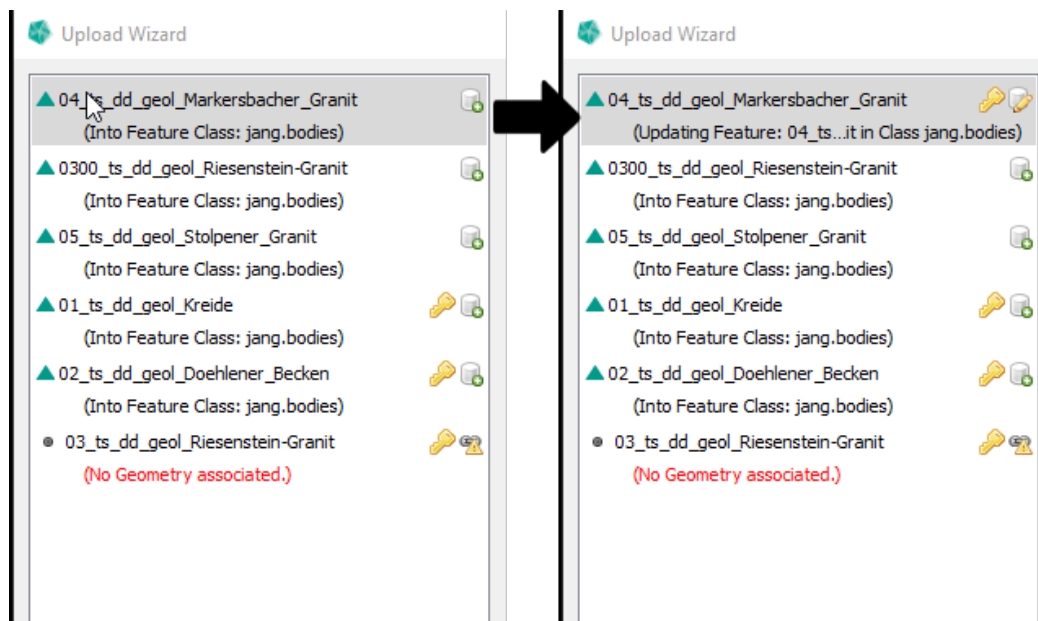 Upload Wizard
04_ts_dd_geol_Markersbacher_Granit
(Into Feature Class: jang.bodies)
0300_ts_dd_geol_Riesenstein-Granit
(Into Feature Class: jang.bodies)
05_ts_dd_geol_Stolpener_Granit
(Into Feature Class: jang.bodies)
01_ts_dd_geol_Kreide
(Into Feature Class: jang.bodies)
02_ts_dd_geol_Doehlener_Becken
(Into Feature Class: jang.bodies)
03_ts_dd_geol_Riesenstein-Granit
(No Geometry associated.)
Upload Wizard
04_ts_dd_geol_Markersbacher_Granit
(Updating Feature: 04_ts...it in Class jang.bodies)
0300_ts_dd_geol_Riesenstein-Granit
(Into Feature Class: jang.bodies)
05_ts_dd_geol_Stolpener_Granit
(Into Feature Class: jang.bodies)
01_ts_dd_geol_Kreide
(Into Feature Class: jang.bodies)
02_ts_dd_geol_Doehlener_Becken
(Into Feature Class: jang.bodies)
03_ts_dd_geol_Riesenstein-Granit
(No Geometry associated.)